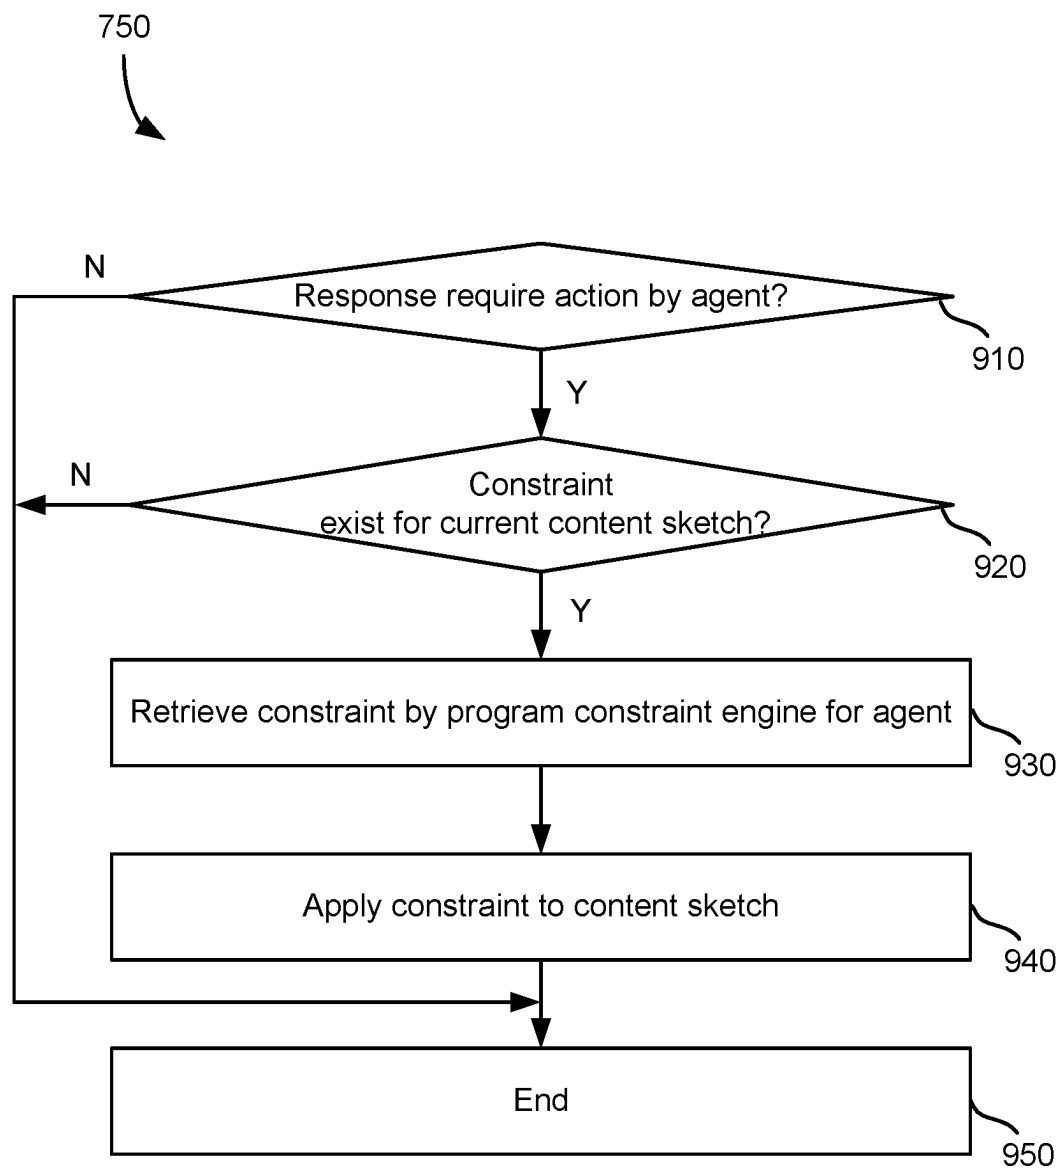 750
N
Response require action by agent?
910
Y
N
Constraint
exist for current content sketch?
920
Y
Retrieve constraint by program constraint engine for agent
930
Apply constraint to content sketch
940
End
950